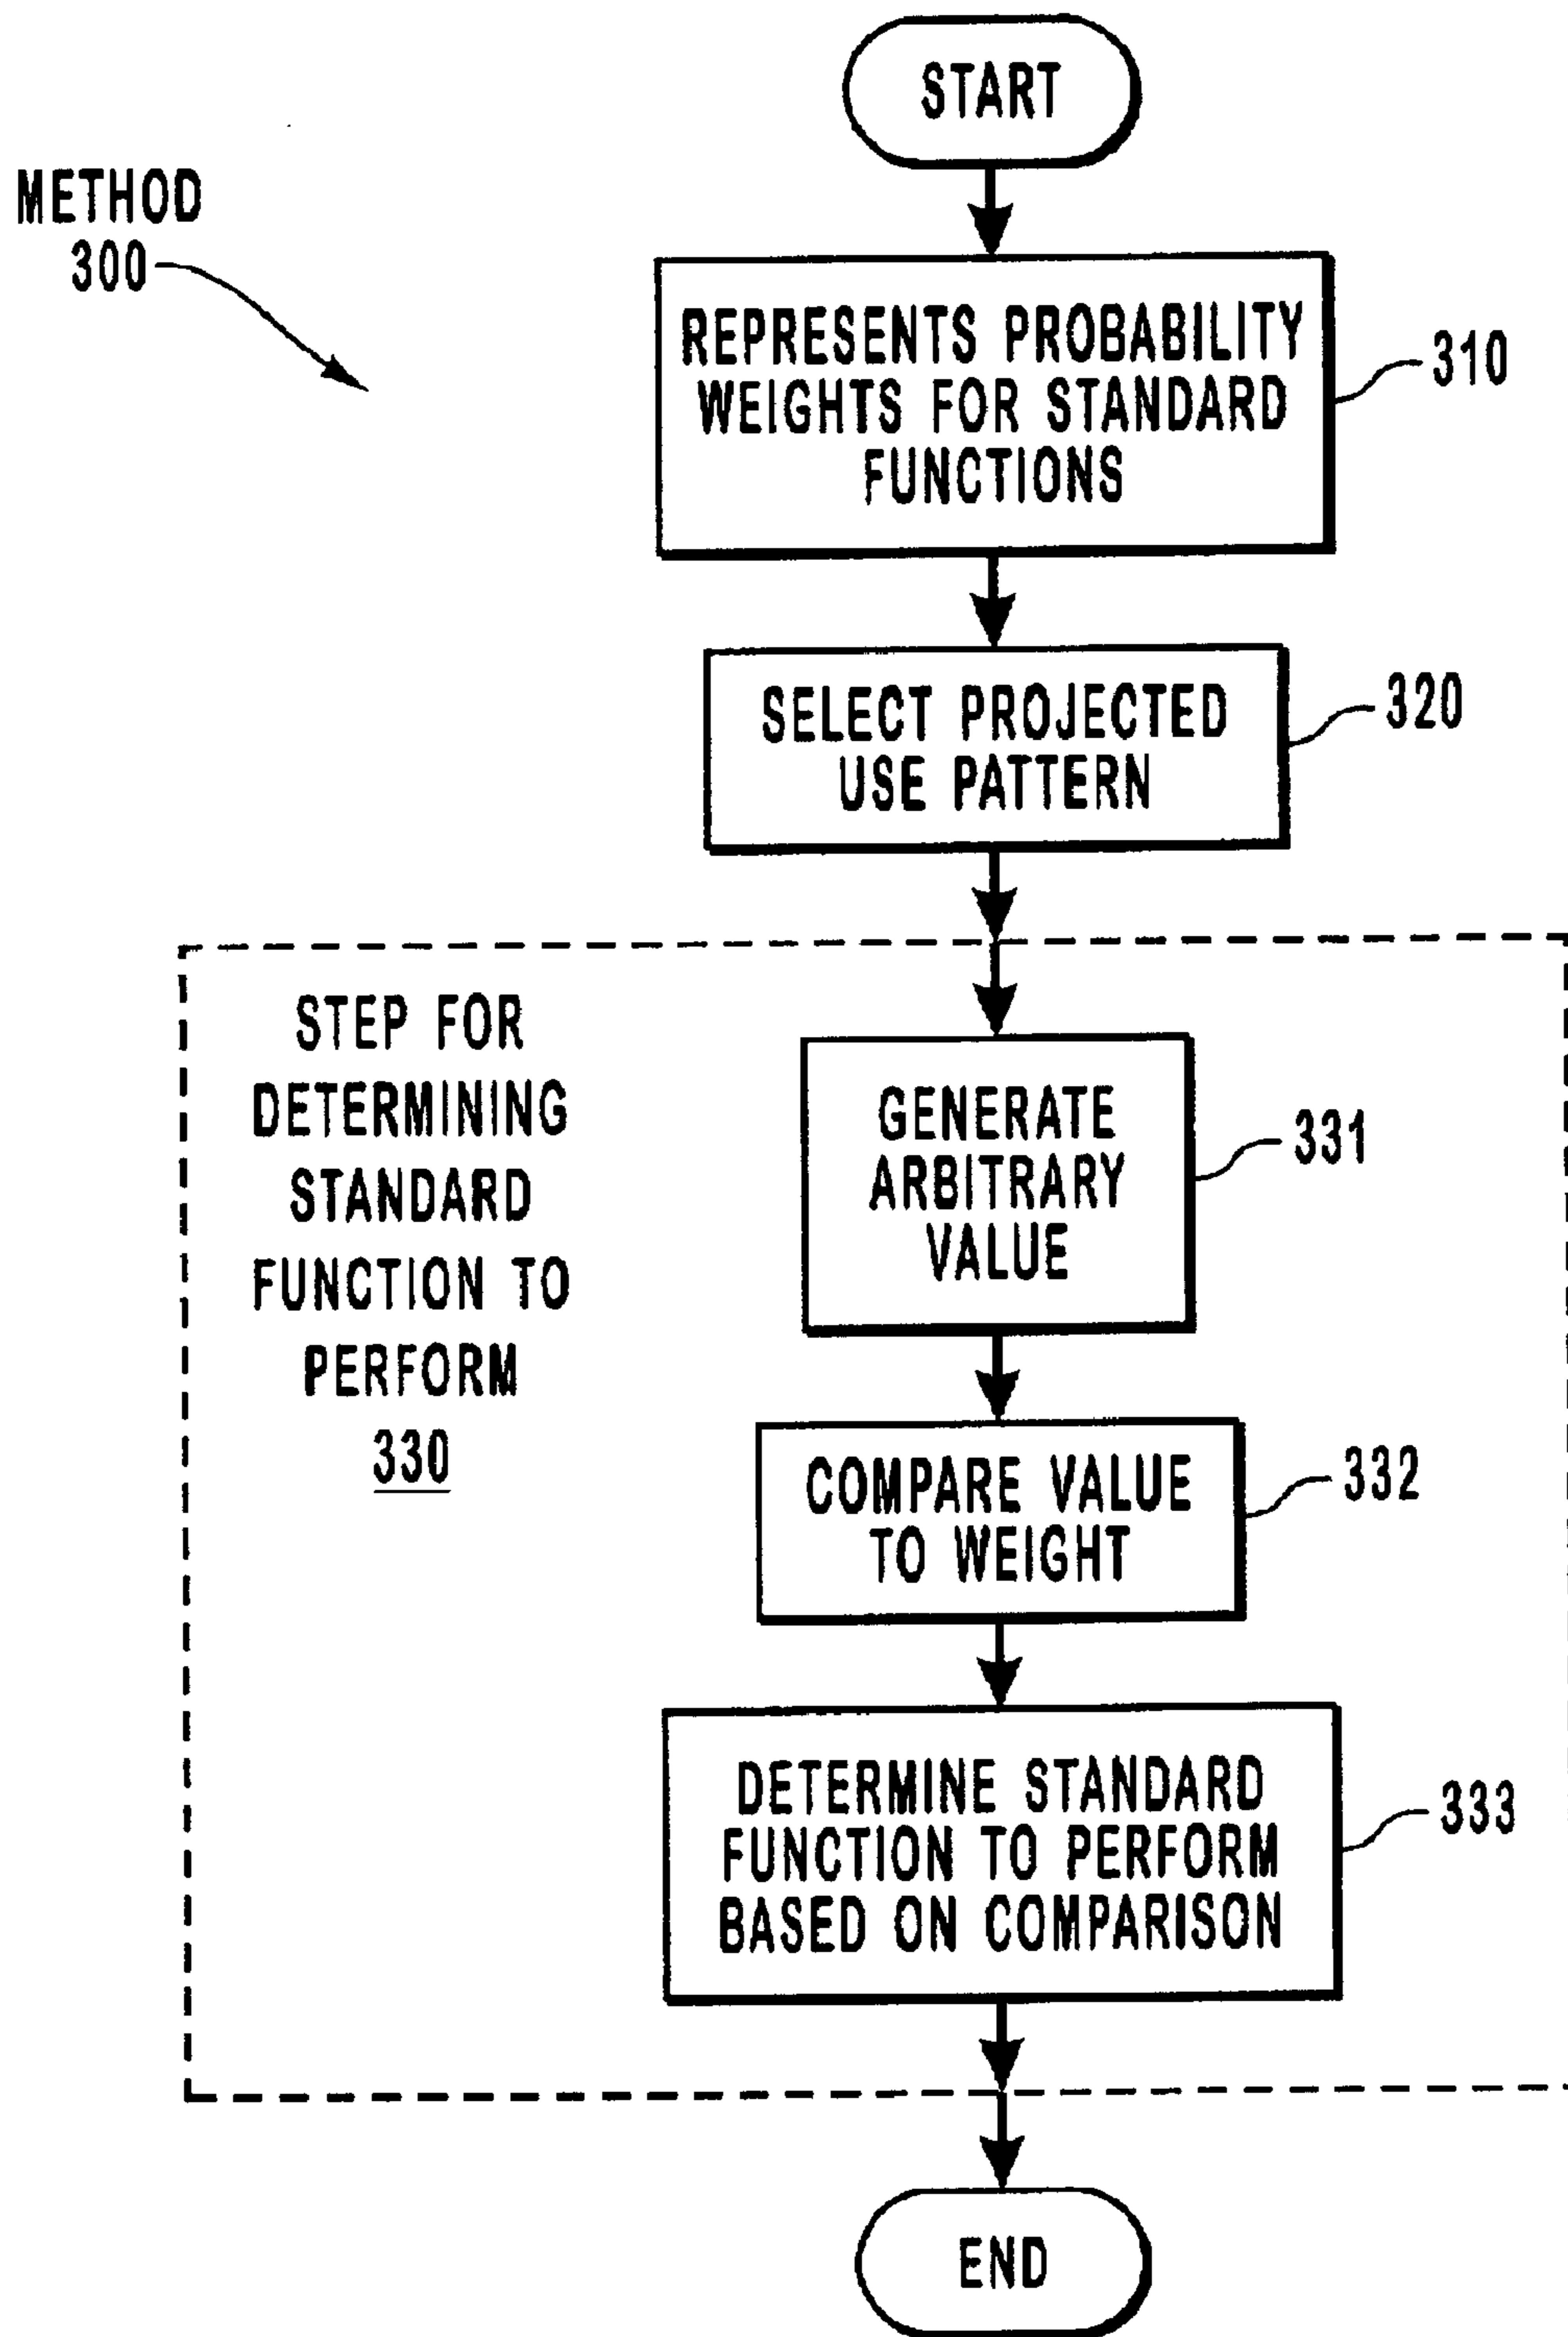 START
METHOD
300
REPRESENTS PROBABILITY
WEIGHTS FOR STANDARD
FUNCTIONS
310
SELECT PROJECTED
USE PATTERN
320
STEP FOR
DETERMINING
STANDARD
FUNCTION TO
PERFORM
330
GENERATE
ARBITRARY
VALUE
331
COMPARE VALUE
TO WEIGHT
332
DETERMINE STANDARD
FUNCTION TO PERFORM
BASED ON COMPARISON
333
END